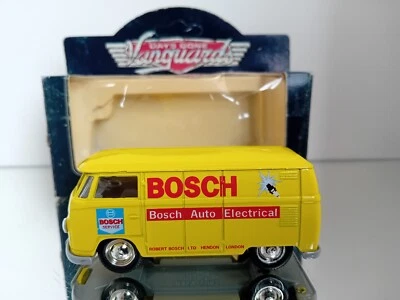 DAYS GONE
Vanguards
BOSCH
Bosch Auto Electrical
BOSCH
SERVICE
ROBERT BOSCH LTD HENDON LONDON